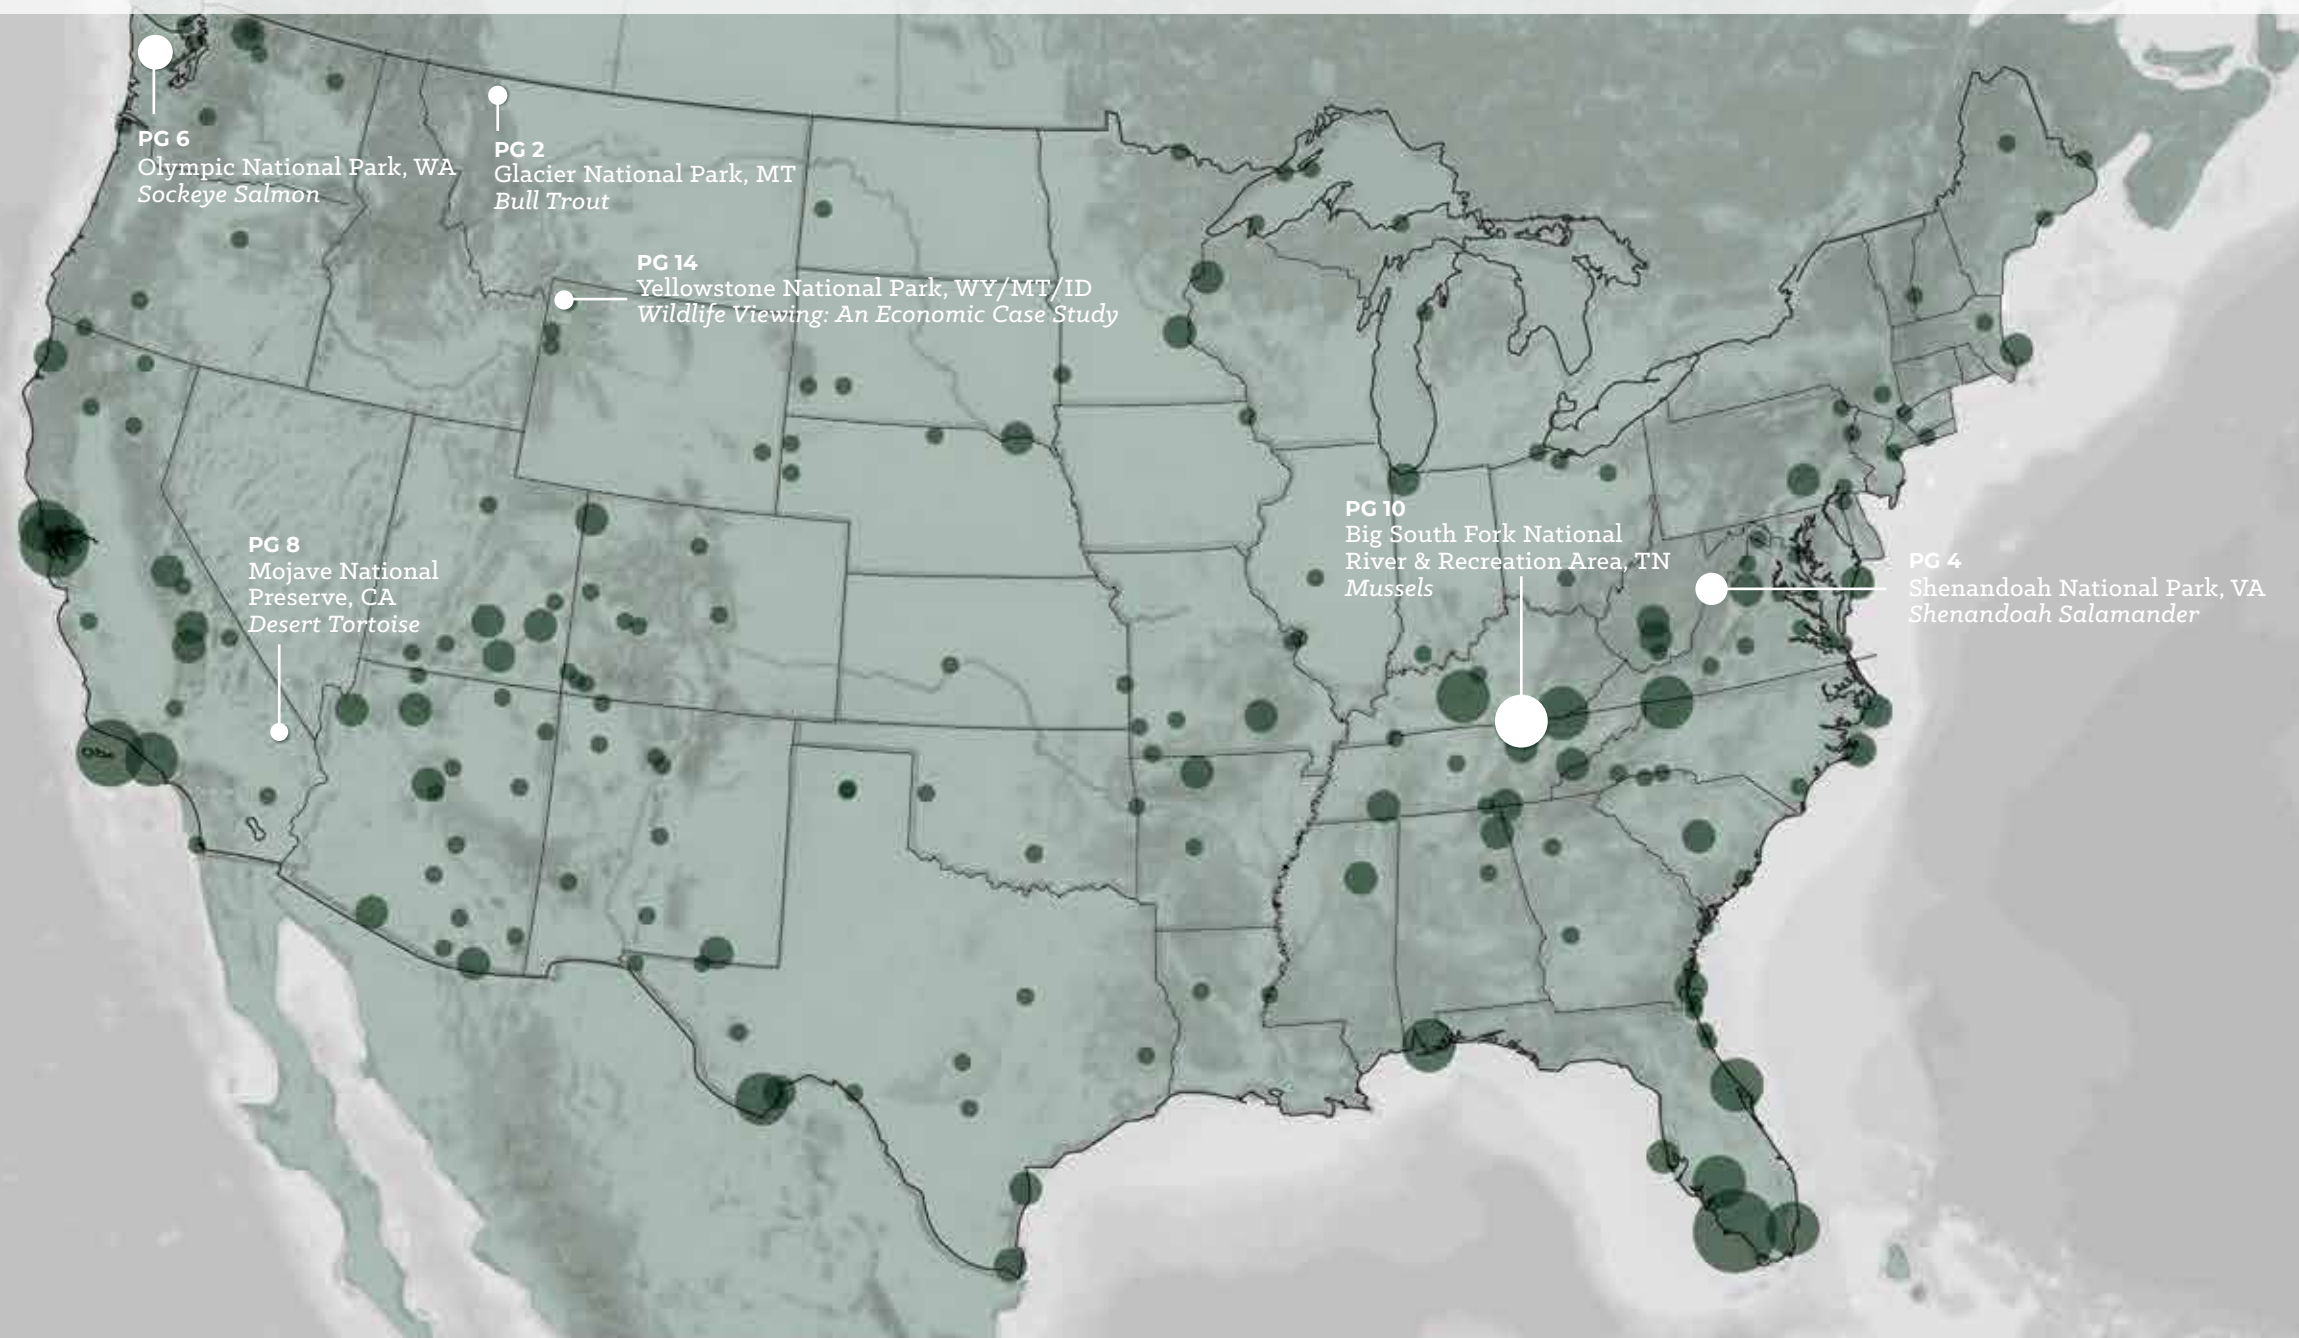 PG 6
Olympic National Park, WA
Sockeye Salmon
PG 2
Glacier National Park, MT
Bull Trout
PG 14
Yellowstone National Park, WY/MT/ID
Wildlife Viewing: An Economic Case Study
PG 8
Mojave National
Preserve, CA
Desert Tortoise
PG 10
Big South Fork National
River & Recreation Area, TN
Mussels
PG 4
Shenandoah National Park, VA
Shenandoah Salamander